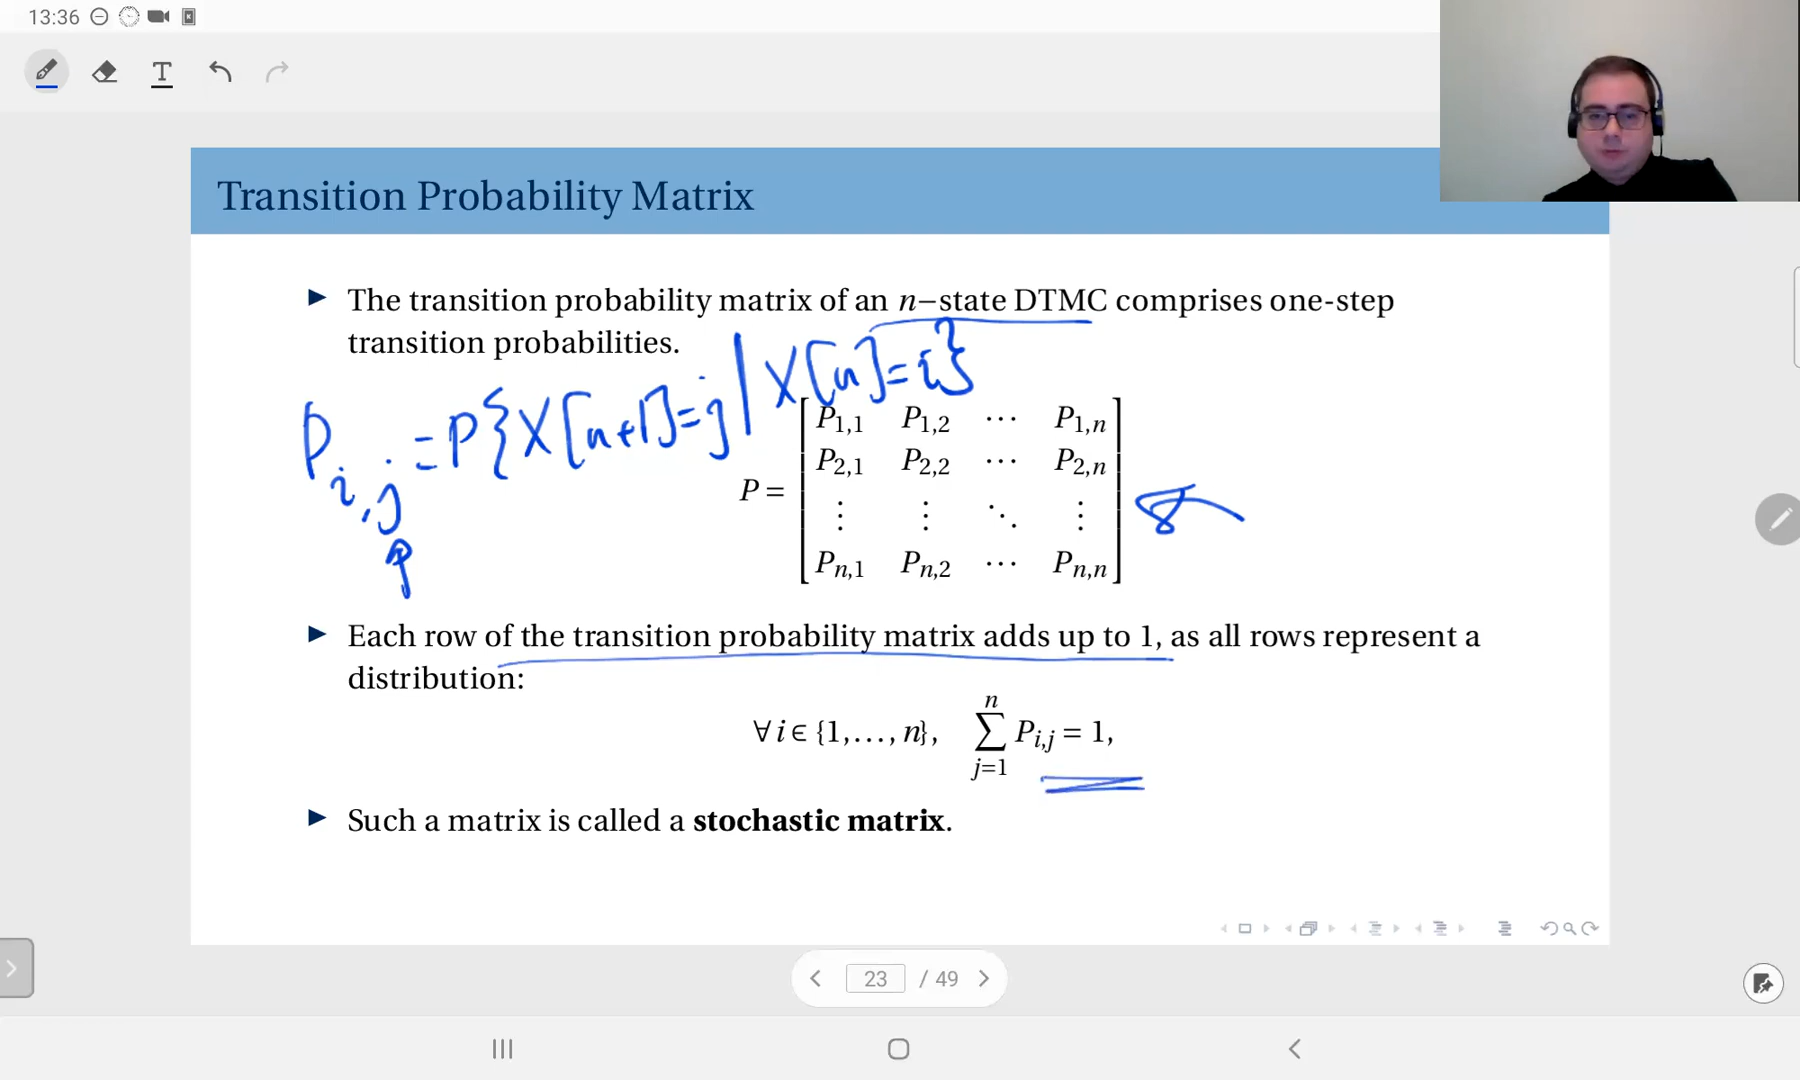 13:36
T
Transition Probability Matrix
▶ The transition probability matrix of an n−state DTMC comprises one-step
transition probabilities.
P_{i,j} = P{X[n+1]=j | X[n]=i}
P = [ P_{1,1} P_{1,2} ⋯ P_{1,n}
P_{2,1} P_{2,2} ⋯ P_{2,n}
⋮ ⋮ ⋱ ⋮
P_{n,1} P_{n,2} ⋯ P_{n,n} ]
▶ Each row of the transition probability matrix adds up to 1, as all rows represent a
distribution:
∀ i ∈ {1,…, n}, ∑_{j=1}^{n} P_{i,j} = 1,
▶ Such a matrix is called a stochastic matrix.
23 / 49